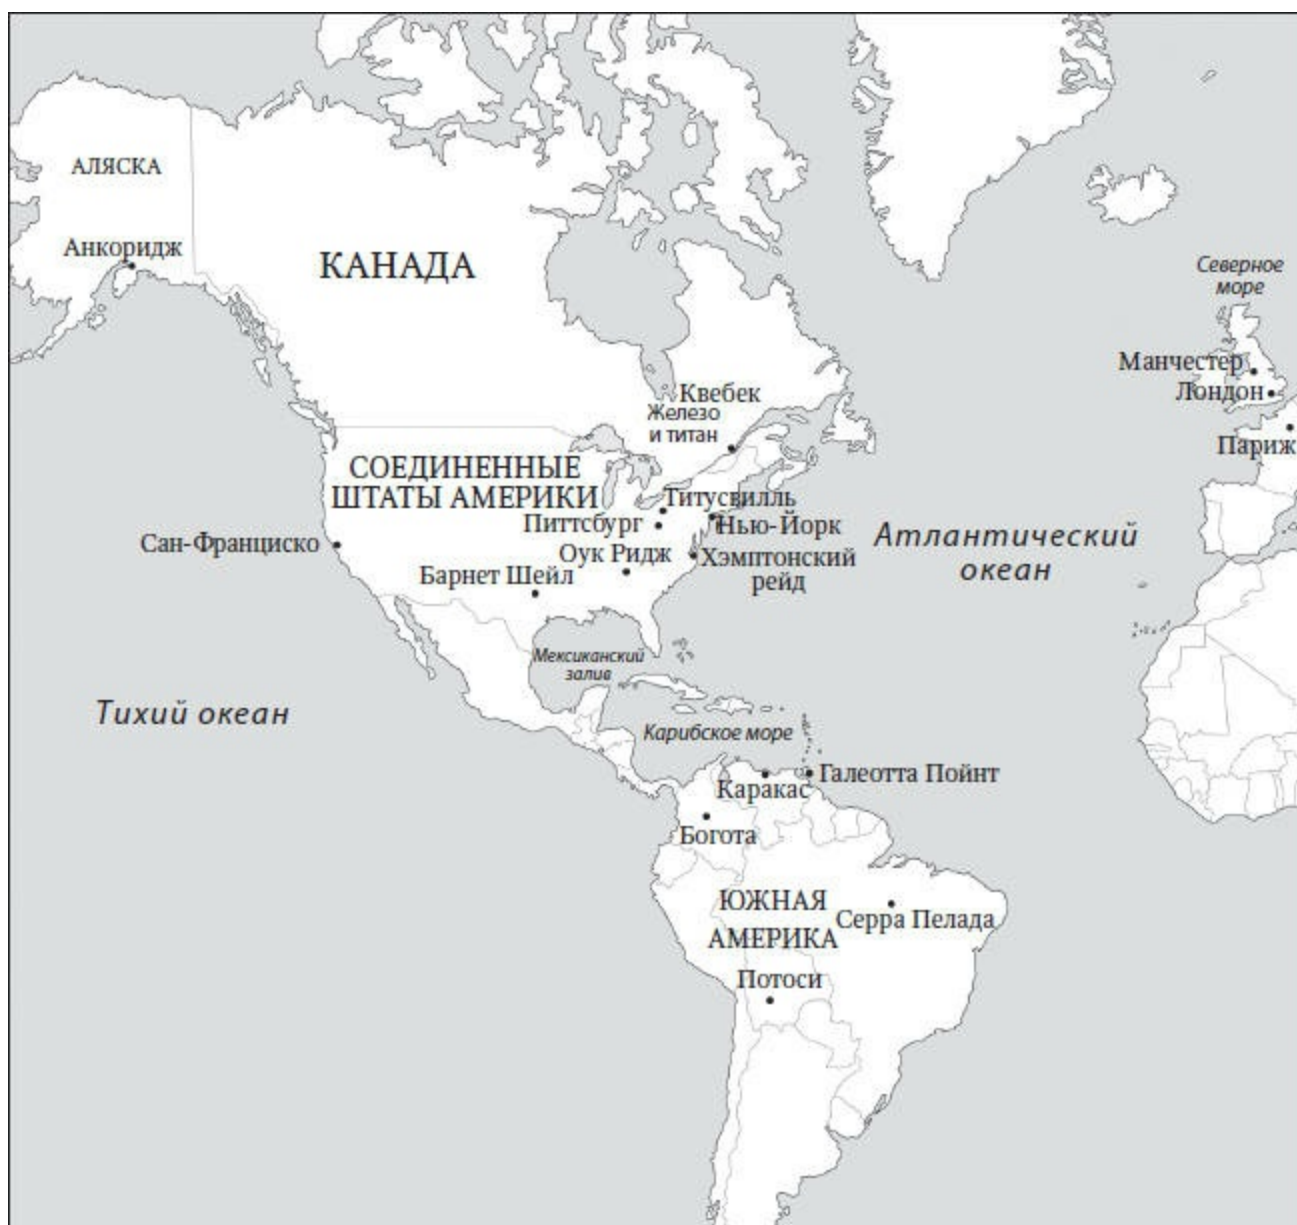 АЛЯСКА
Анкоридж
КАНАДА
Северное
море
Манчестер
Лондон
Париж
Квебек
Железо
и титан
СОЕДИНЕННЫЕ
ШТАТЫ АМЕРИКИ
Титусвилль
Питтсбург
Нью-Йорк
Сан-Франциско
Оук Ридж
Хэмптонский
рейд
Барнет Шейл
Атлантический
океан
Мексиканский
залив
Тихий океан
Карибское море
Галеотта Пойнт
Каракас
Богота
ЮЖНАЯ
АМЕРИКА
Серра Пелада
Потоси